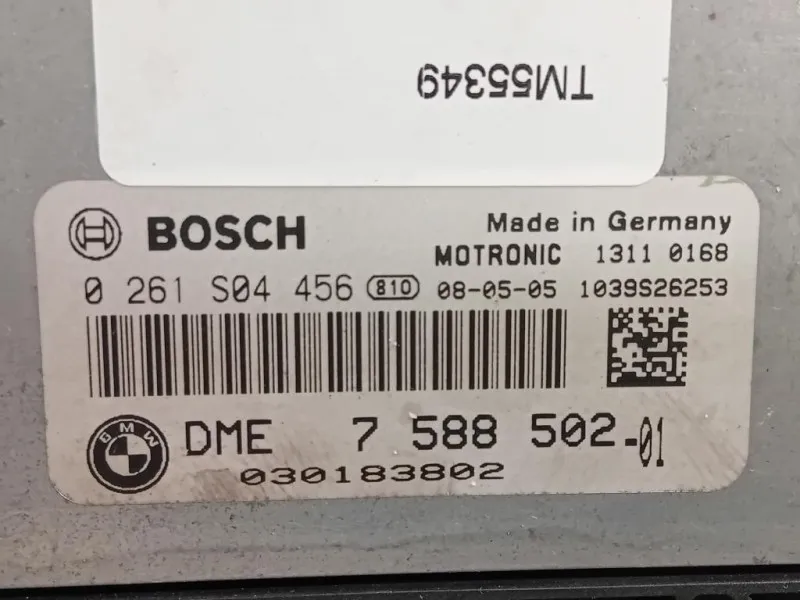 TM55349
BOSCH Made in Germany
MOTRONIC 1311 0168
0 261 S04 456 810 08-05-05 1039S26253
BMW DME 7 588 502-01
030183802